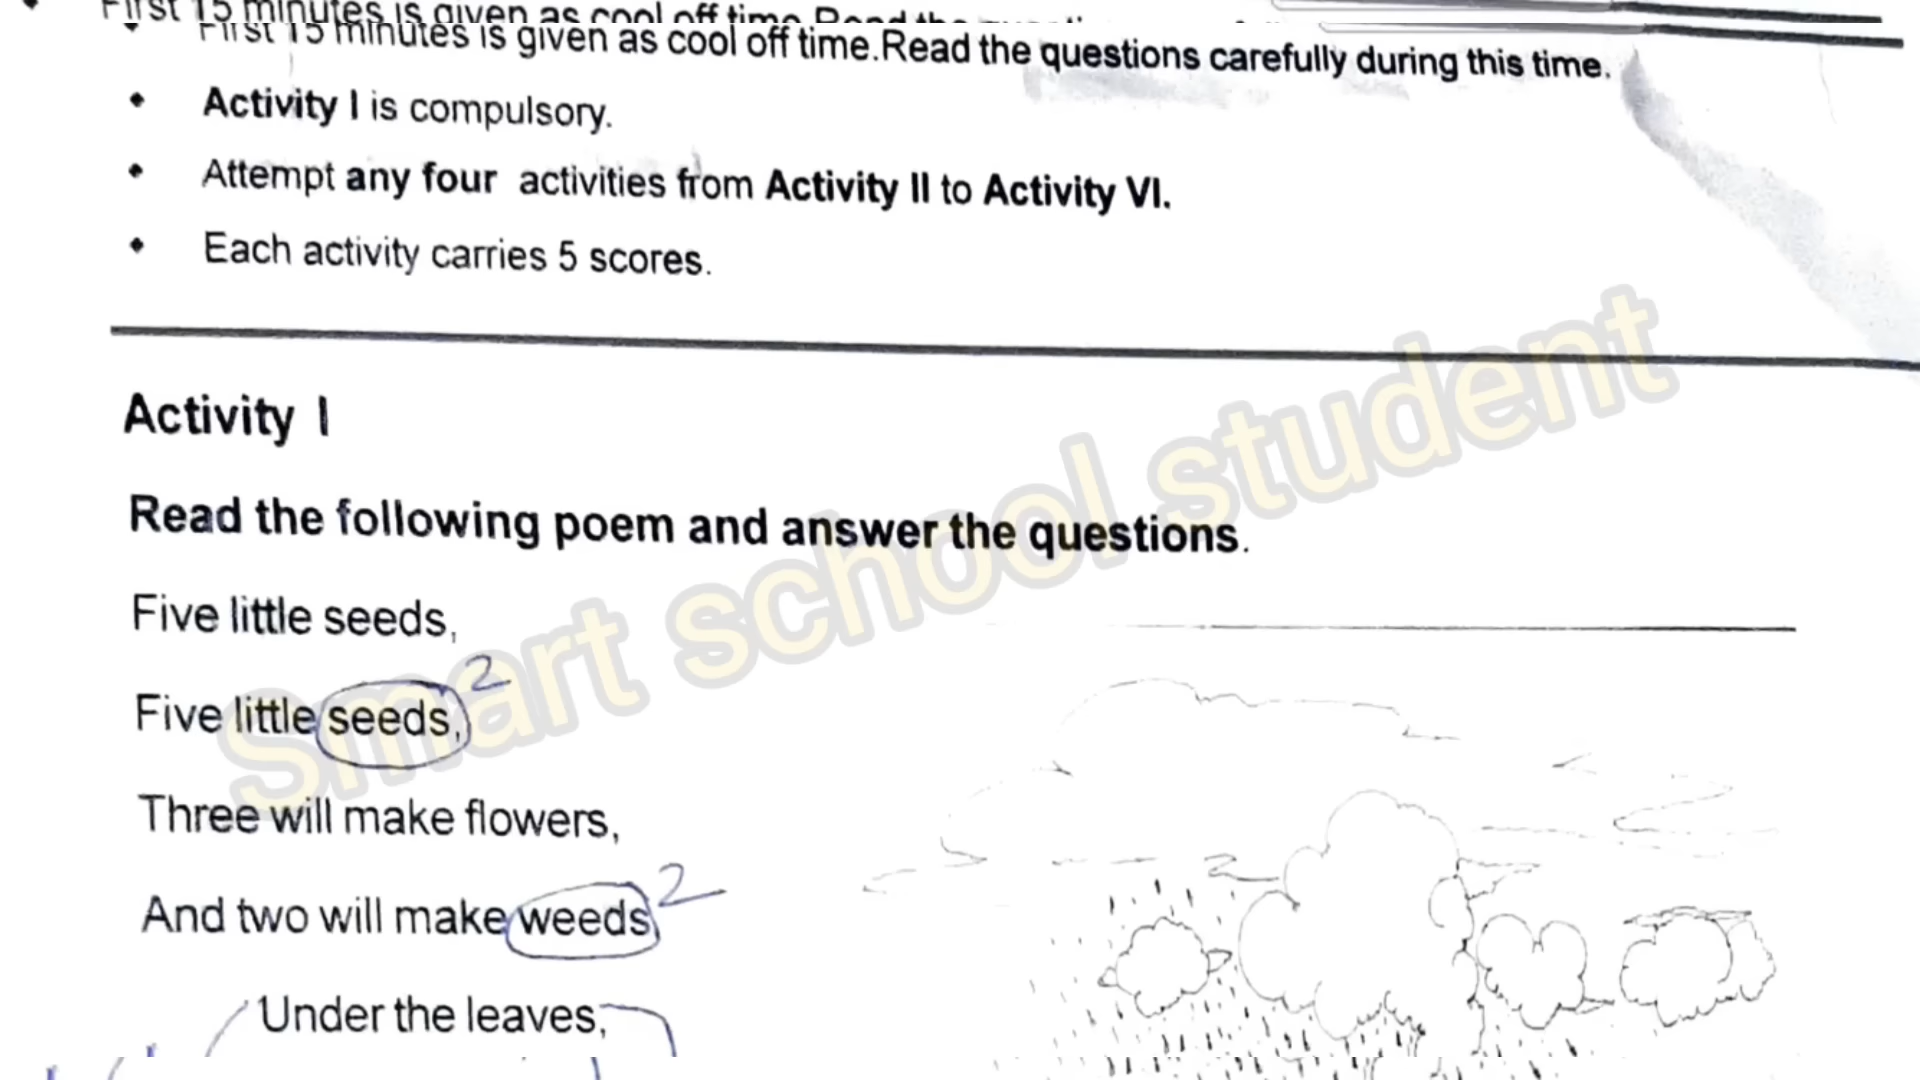 First 15 minutes is given as cool off time.Read the
First 15 minutes is given as cool off time.Read the questions carefully during this time.
• Activity I is compulsory.
• Attempt any four activities from Activity II to Activity VI.
• Each activity carries 5 scores.
Activity I
Read the following poem and answer the questions.
Five little seeds,
2
Five little seeds,
Three will make flowers,
2
And two will make weeds
Under the leaves,
Smart school student